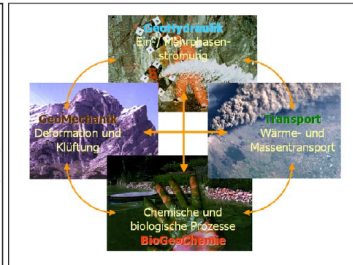 GeoHydraulik
Ein-/ Mehrphasen-
strömung
GeoMechanik
Deformation und
Klüftung
Transport
Wärme- und
Massentransport
Chemische und
biologische Prozesse
BioGeoChemie